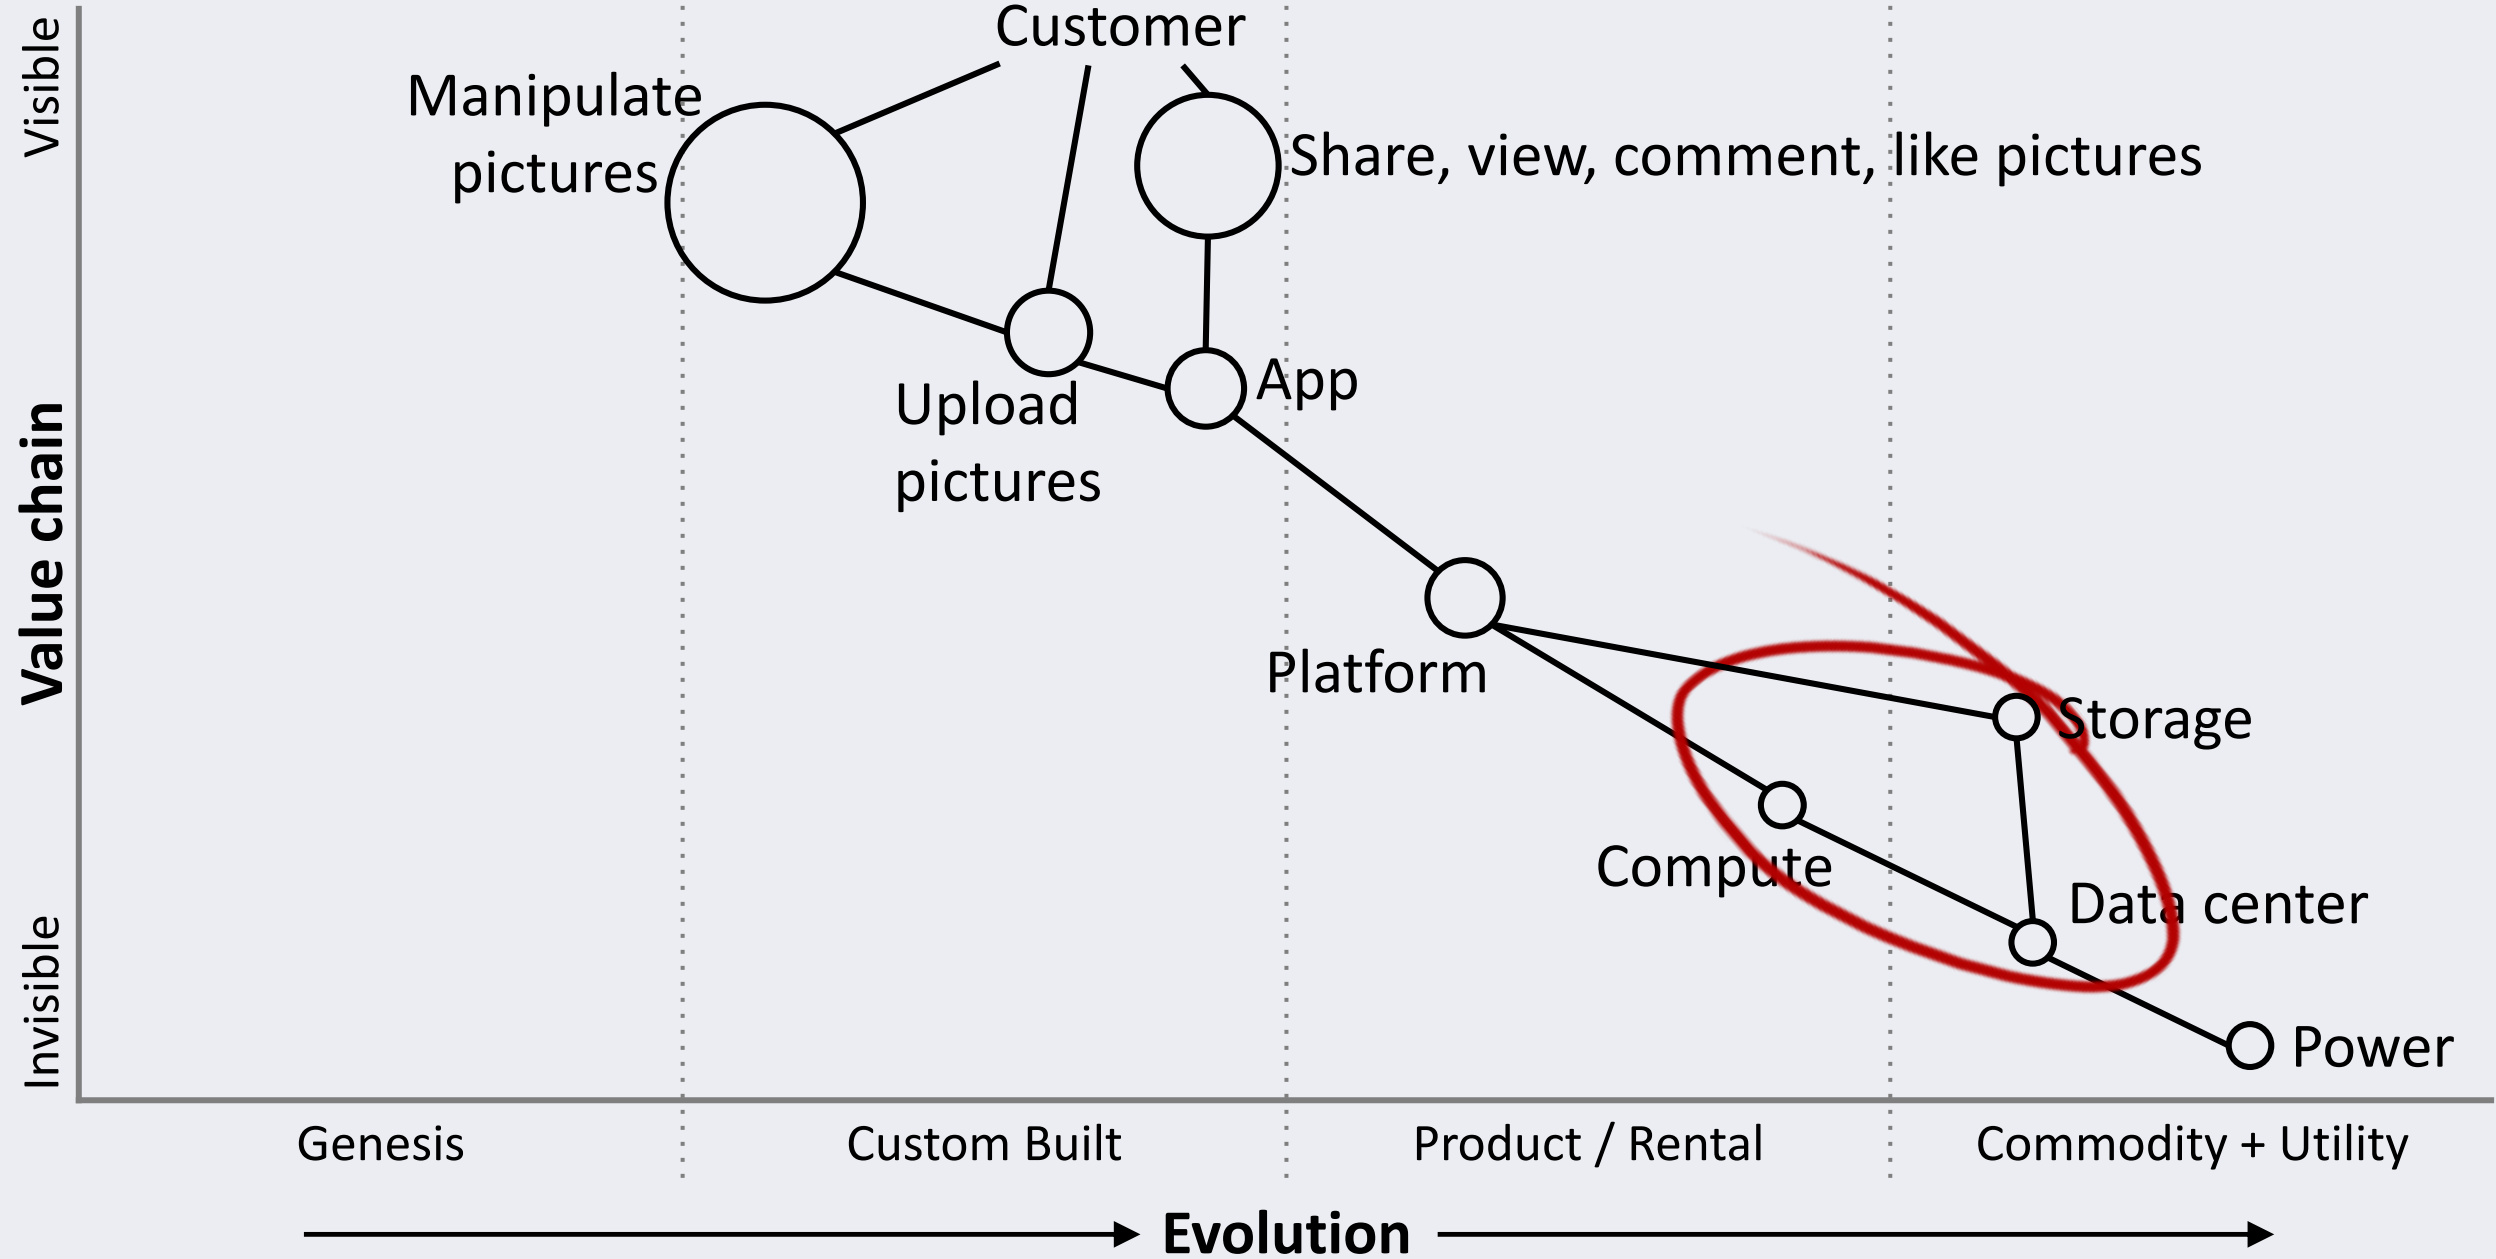 Customer
Visible
Manipulate
pictures
Share, view, comment, like pictures
App
Upload
pictures
Value chain
Platform
Storage
Compute
Data center
Invisible
Power
Genesis
Custom Built
Product / Rental
Commodity + Utility
Evolution